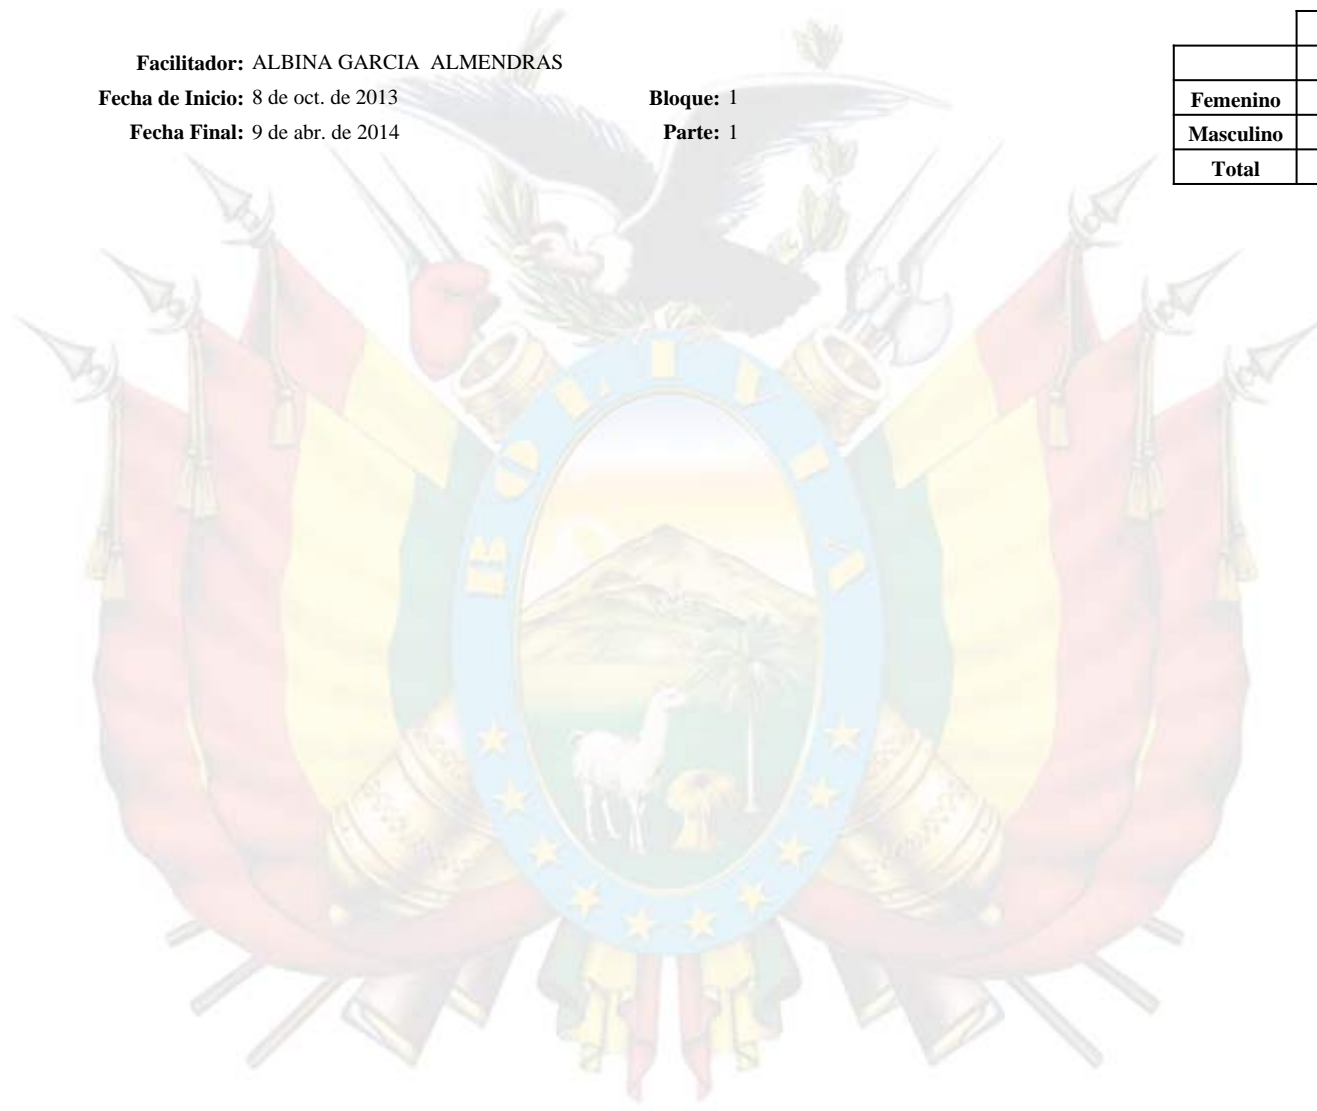 Facilitador: ALBINA GARCIA ALMENDRAS
Fecha de Inicio: 8 de oct. de 2013 Bloque: 1
Fecha Final: 9 de abr. de 2014 Parte: 1
Femenino
Masculino
Total
BOLIVIA